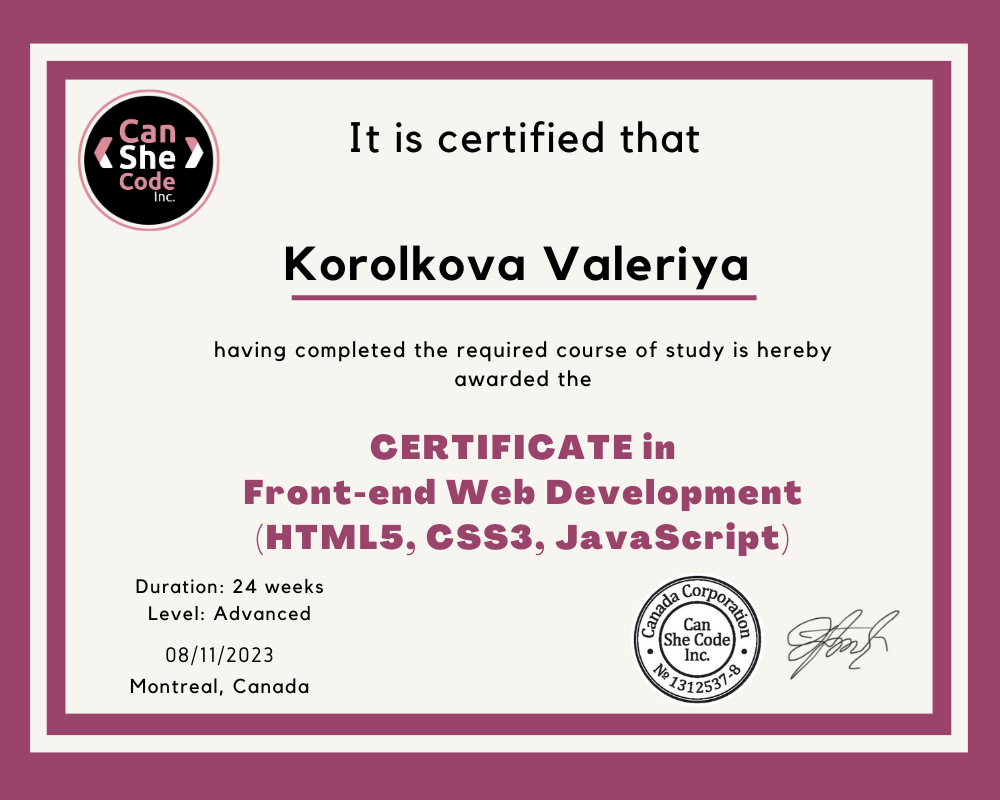 Can
She
Code
Inc.
It is certified that
Korolkova Valeriya
having completed the required course of study is hereby
awarded the
CERTIFICATE in
Front-end Web Development
(HTML5, CSS3, JavaScript)
Duration: 24 weeks
Level: Advanced
08/11/2023
Montreal, Canada
Canada Corporation
Can
She Code
Inc.
№ 1312537-8